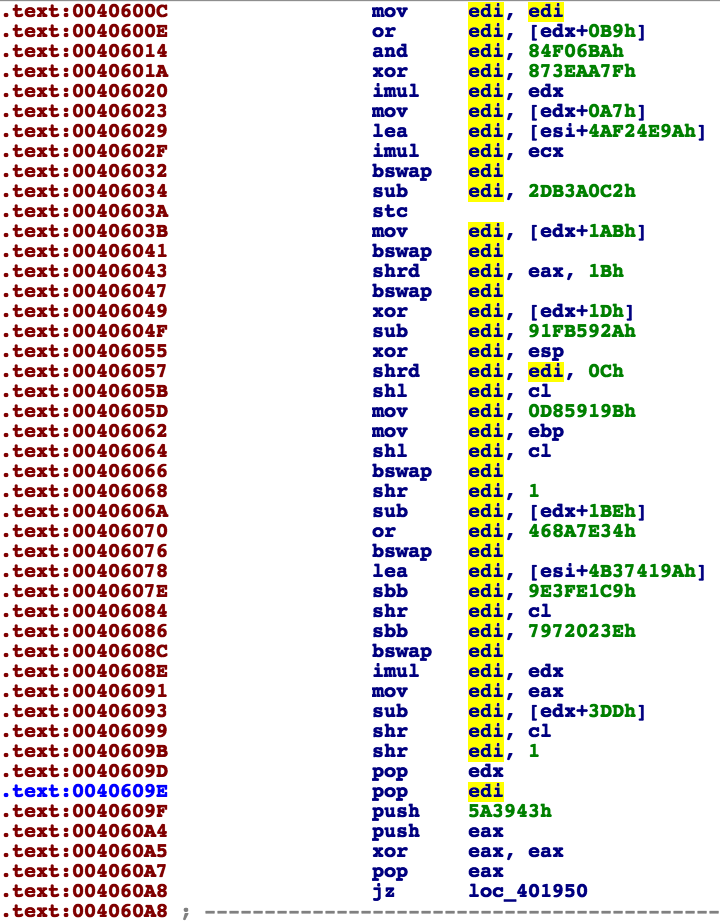 .text:0040600C mov edi, edi
.text:0040600E or edi, [edx+0B9h]
.text:00406014 and edi, 84F06BAh
.text:0040601A xor edi, 873EAA7Fh
.text:00406020 imul edi, edx
.text:00406023 mov edi, [edx+0A7h]
.text:00406029 lea edi, [esi+4AF24E9Ah]
.text:0040602F imul edi, ecx
.text:00406032 bswap edi
.text:00406034 sub edi, 2DB3A0C2h
.text:0040603A stc
.text:0040603B mov edi, [edx+1ABh]
.text:00406041 bswap edi
.text:00406043 shrd edi, eax, 1Bh
.text:00406047 bswap edi
.text:00406049 xor edi, [edx+1Dh]
.text:0040604F sub edi, 91FB592Ah
.text:00406055 xor edi, esp
.text:00406057 shrd edi, edi, 0Ch
.text:0040605B shl edi, cl
.text:0040605D mov edi, 0D85919Bh
.text:00406062 mov edi, ebp
.text:00406064 shl edi, cl
.text:00406066 bswap edi
.text:00406068 shr edi, 1
.text:0040606A sub edi, [edx+1BEh]
.text:00406070 or edi, 468A7E34h
.text:00406076 bswap edi
.text:00406078 lea edi, [esi+4B37419Ah]
.text:0040607E sbb edi, 9E3FE1C9h
.text:00406084 shr edi, cl
.text:00406086 sbb edi, 7972023Eh
.text:0040608C bswap edi
.text:0040608E imul edi, edx
.text:00406091 mov edi, eax
.text:00406093 sub edi, [edx+3DDh]
.text:00406099 shr edi, cl
.text:0040609B shr edi, 1
.text:0040609D pop edx
.text:0040609E pop edi
.text:0040609F push 5A3943h
.text:004060A4 push eax
.text:004060A5 xor eax, eax
.text:004060A7 pop eax
.text:004060A8 jz loc_401950
.text:004060A8 ; ---------------------------------------